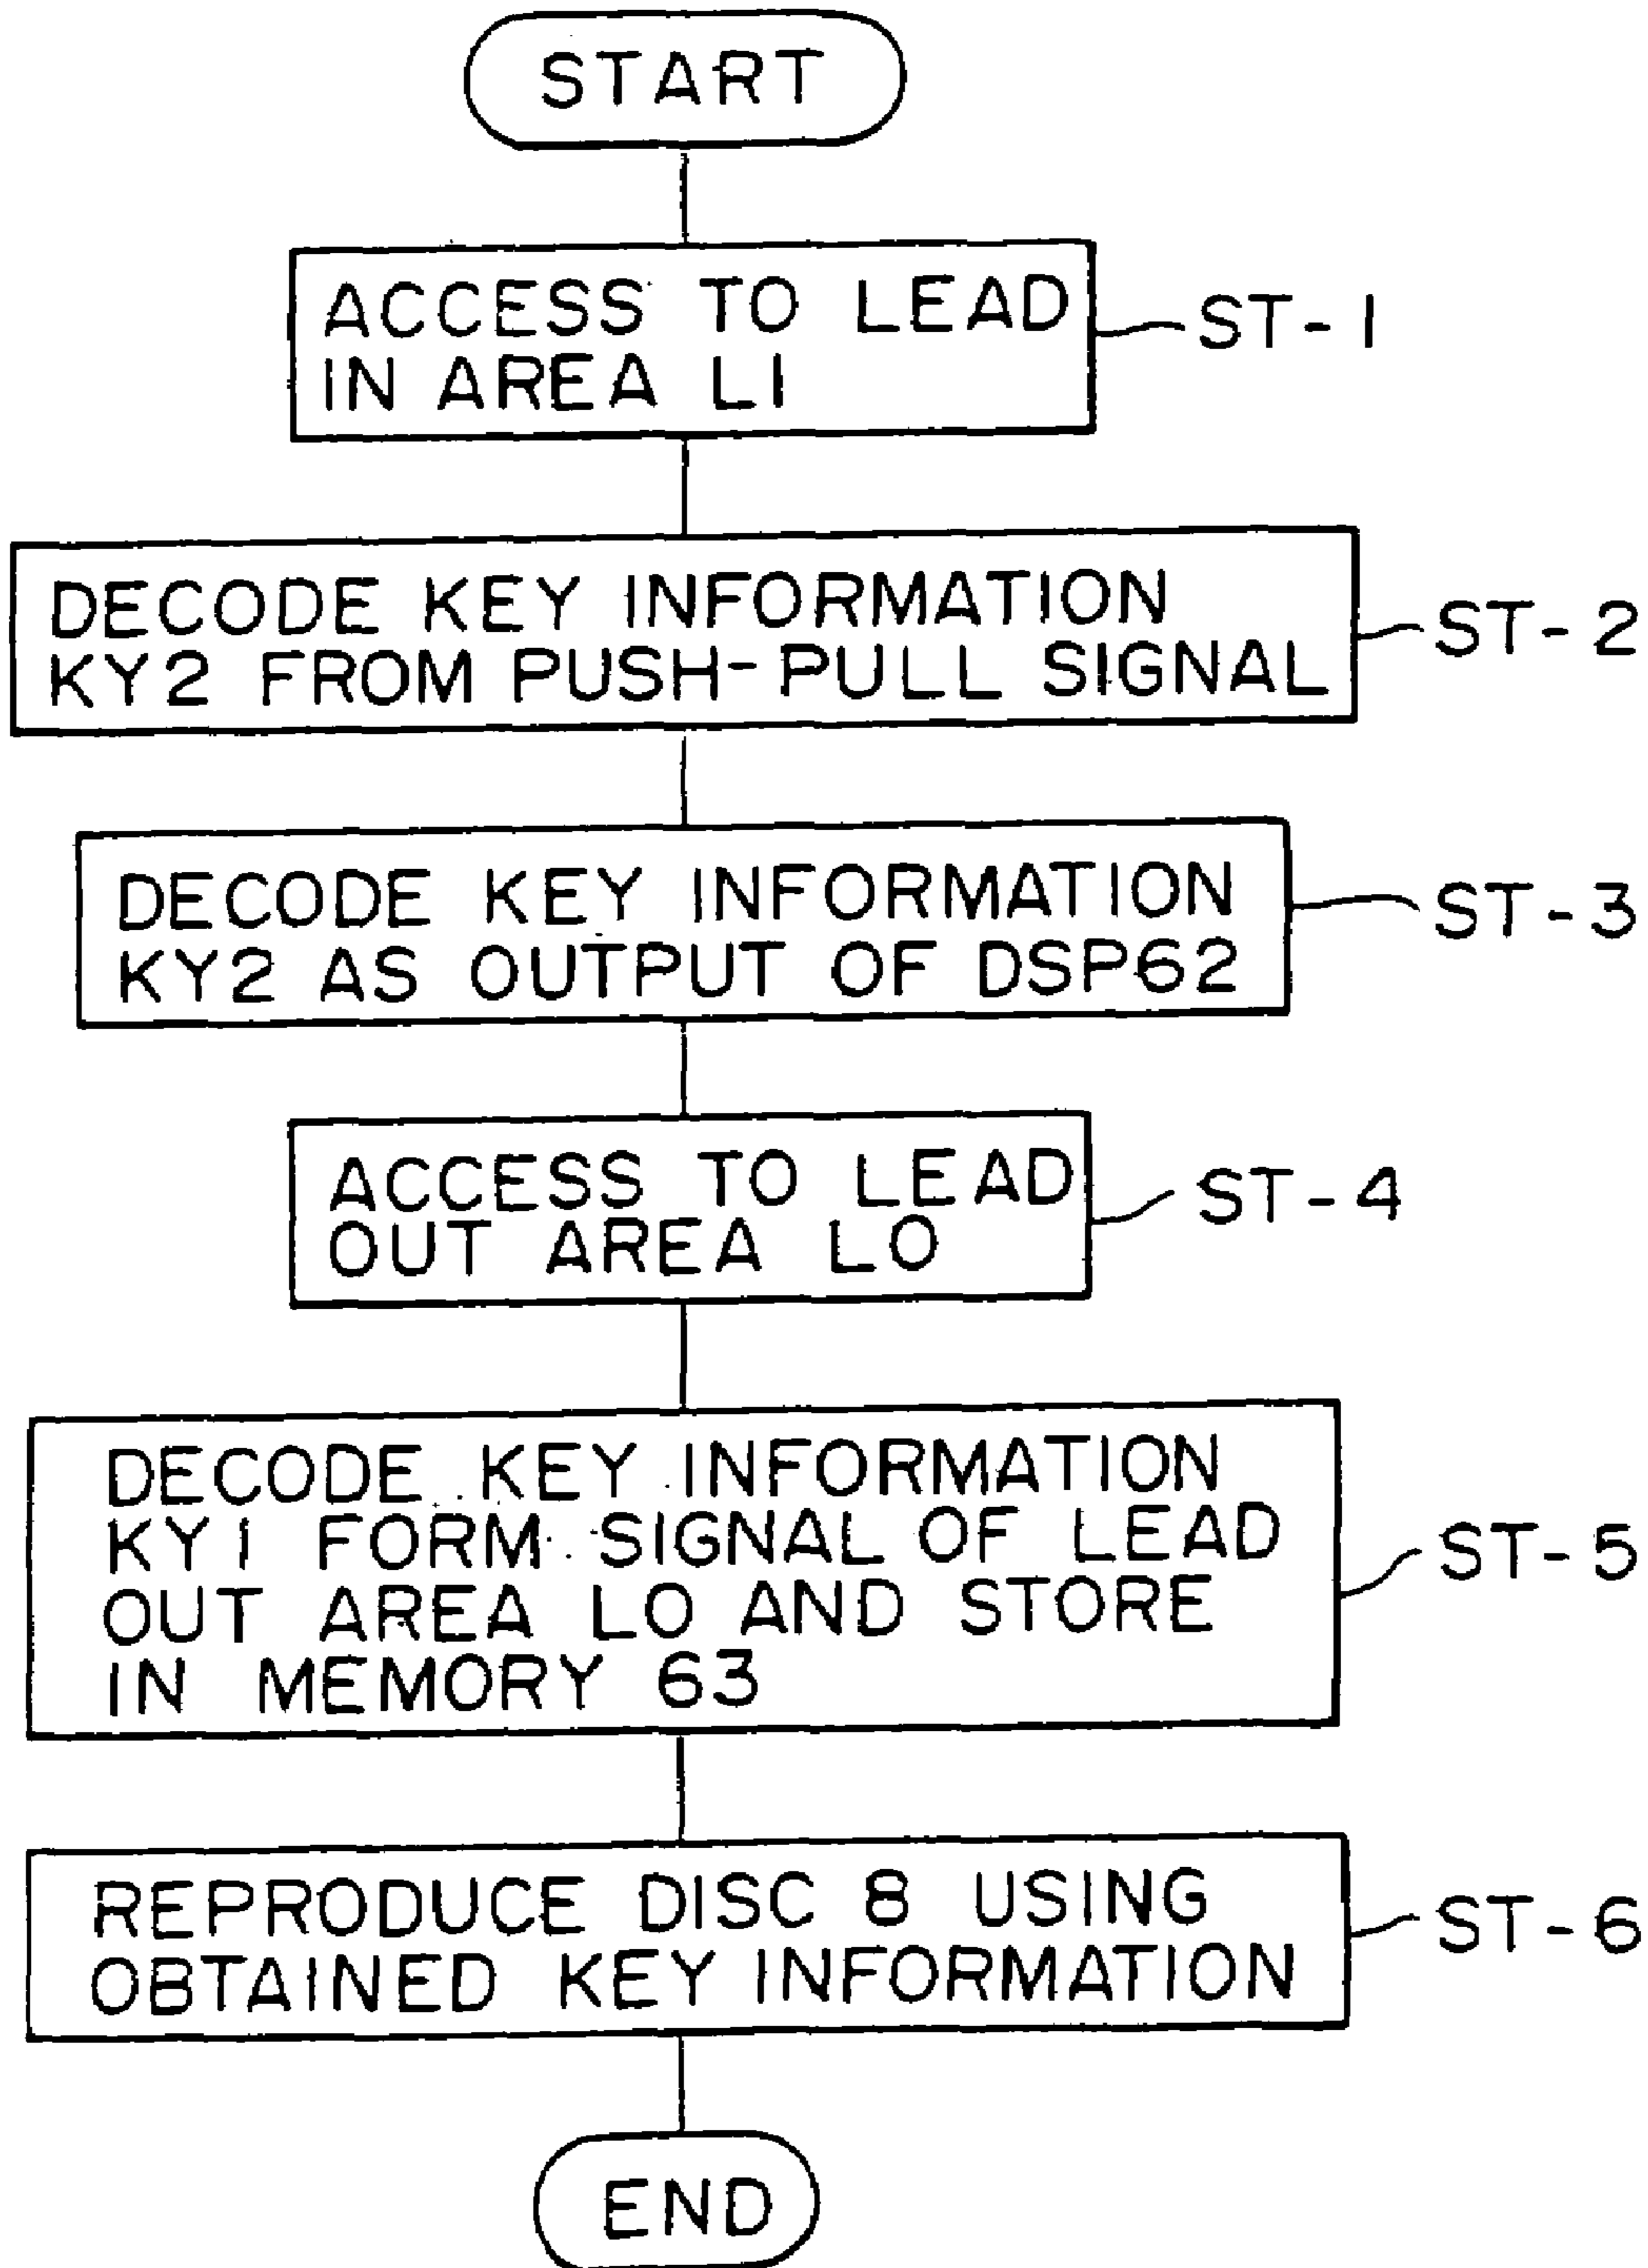 START
ACCESS TO LEAD
IN AREA LI
ST-1
DECODE KEY INFORMATION
KY2 FROM PUSH-PULL SIGNAL
ST-2
DECODE KEY INFORMATION
KY2 AS OUTPUT OF DSP62
ST-3
ACCESS TO LEAD
OUT AREA LO
ST-4
DECODE KEY INFORMATION
KY1 FORM SIGNAL OF LEAD
OUT AREA LO AND STORE
IN MEMORY 63
ST-5
REPRODUCE DISC 8 USING
OBTAINED KEY INFORMATION
ST-6
END